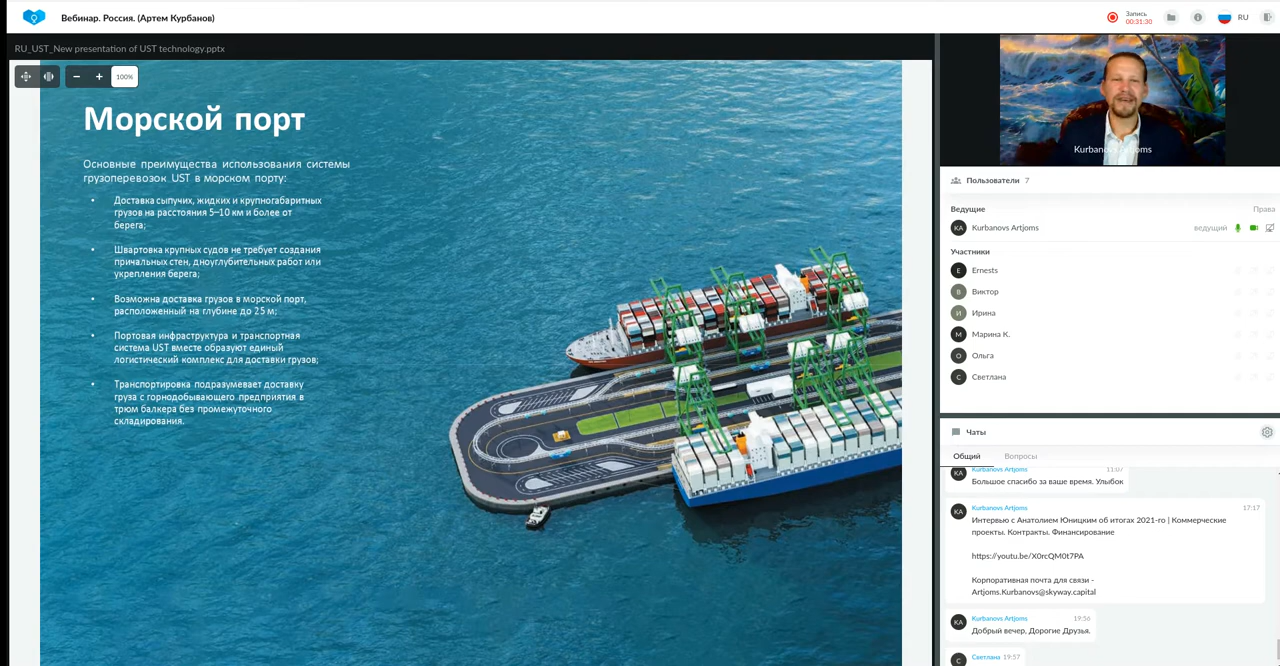 Вебинар. Россия. (Артем Курбанов)
Запись
00:31:30
RU
RU_UST_New presentation of UST technology.pptx
100%
Морской порт
Основные преимущества использования системы
грузоперевозок UST в морском порту:
• Доставка сыпучих, жидких и крупногабаритных
грузов на расстояния 5–10 км и более от
берега;
• Швартовка крупных судов не требует создания
причальных стен, дноуглубительных работ или
укрепления берега;
• Возможна доставка грузов в морской порт,
расположенный на глубине до 25 м;
• Портовая инфраструктура и транспортная
система UST вместе образуют единый
логистический комплекс для доставки грузов;
• Транспортировка подразумевает доставку
груза с горнодобывающего предприятия в
трюм балкера без промежуточного
складирования.
Kurbanovs Artjoms
Пользователи 7
Ведущие Права
KA Kurbanovs Artjoms ведущий
Участники
E Ernests
В Виктор
И Ирина
М Марина К.
О Ольга
С Светлана
Чаты
Общий Вопросы
KA Kurbanovs Artjoms 11:07
Большое спасибо за ваше время. Улыбок
KA Kurbanovs Artjoms 17:17
Интервью с Анатолием Юницким об итогах 2021-го | Коммерческие
проекты. Контракты. Финансирование
https://youtu.be/X0rcQM0t7PA
Корпоративная почта для связи -
Artjoms.Kurbanovs@skyway.capital
KA Kurbanovs Artjoms 19:56
Добрый вечер, Дорогие Друзья.
С Светлана 19:57